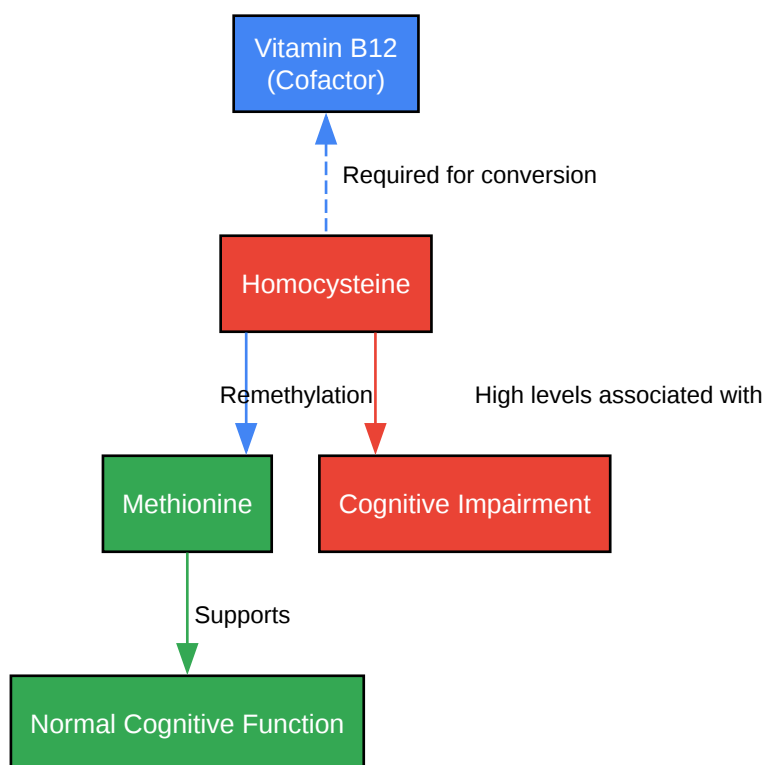 Vitamin B12
(Cofactor)
Required for conversion
Homocysteine
Remethylation
High levels associated with
Methionine
Cognitive Impairment
Supports
Normal Cognitive Function